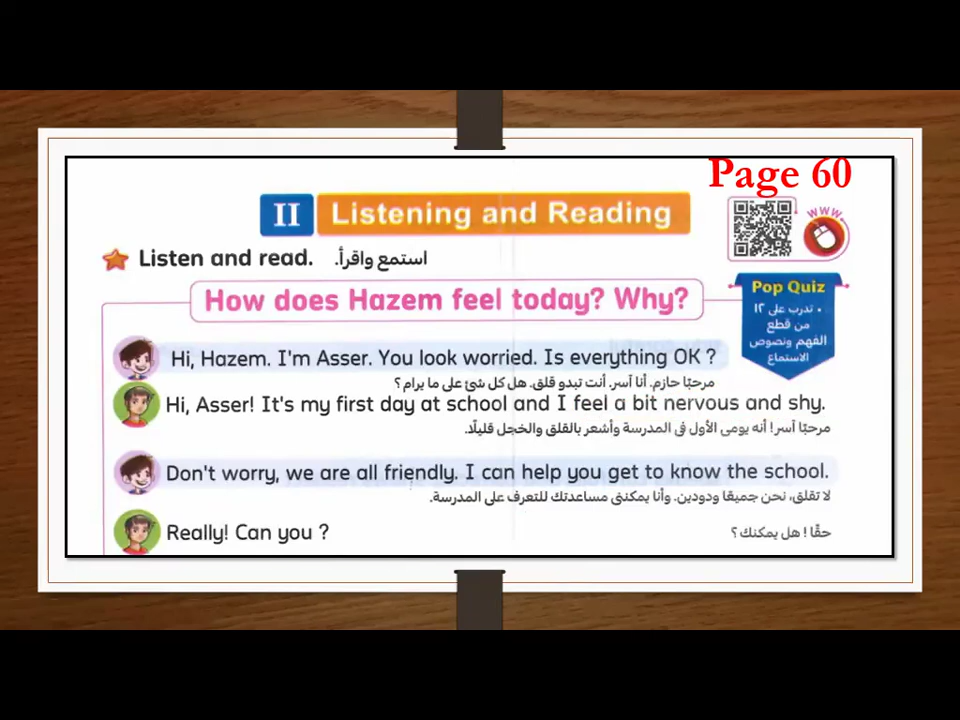 Page 60
II Listening and Reading
WWW
Listen and read. استمع واقرأ.
How does Hazem feel today? Why?
Pop Quiz
• تدرب على ١٢
من قطع
الفهم ونصوص
الاستماع
Hi, Hazem. I'm Asser. You look worried. Is everything OK ?
مرحبًا حازم. أنا آسر. أنت تبدو قلق. هل كل شئ على ما يرام؟
Hi, Asser! It's my first day at school and I feel a bit nervous and shy.
مرحبًا آسر! أنه يومى الأول فى المدرسة وأشعر بالقلق والخجل قليلًا.
Don't worry, we are all friendly. I can help you get to know the school.
لا تقلق، نحن جميعًا ودودين. وأنا يمكننى مساعدتك للتعرف على المدرسة.
Really! Can you ? حقًا ! هل يمكنك ؟